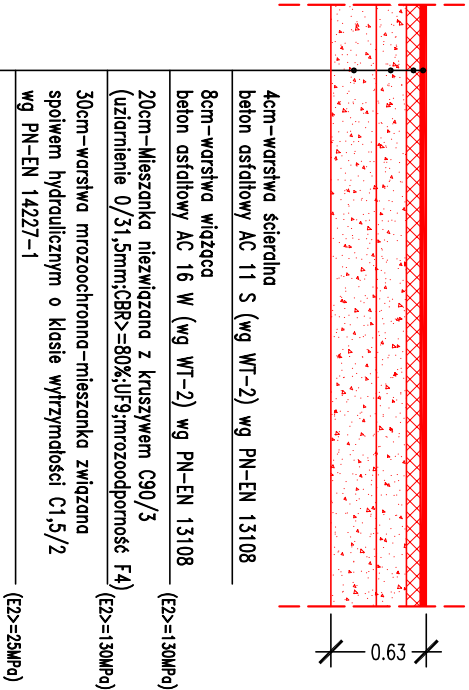 4cm-warstwa ścieralna
beton asfaltowy AC 11 S (wg WT-2) wg PN-EN 13108
8cm-warstwa wiążąca
beton asfaltowy AC 16 W (wg WT-2) wg PN-EN 13108
20cm-Mieszanka niezwiązana z kruszywem C90/3
(uziarnienie 0/31,5mm;CBR>=80%;UF9;mrozoodporność F4)
(E2>=130MPa)
30cm-warstwa mrozoochronna-mieszanka związana
spoiwem hydraulicznym o klasie wytrzymałości C1,5/2
wg PN-EN 14227-1
(E2>=130MPa)
(E2>=25MPa)
0.63